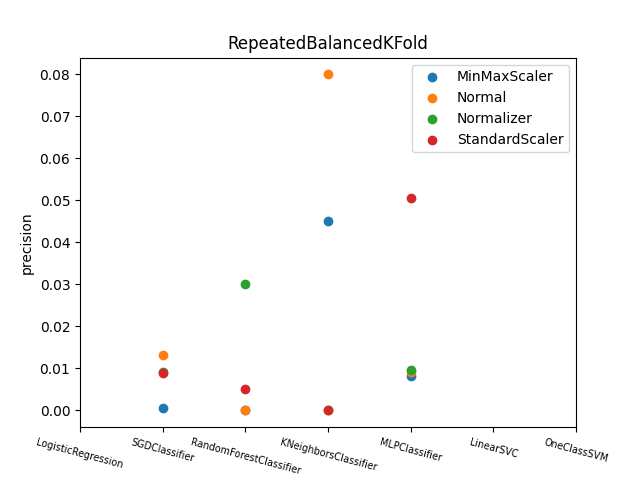 RepeatedBalancedKFold
MinMaxScaler
Normal
Normalizer
StandardScaler
precision
0.08
0.07
0.06
0.05
0.04
0.03
0.02
0.01
0.00
LogisticRegression
SGDClassifier
RandomForestClassifier
KNeighborsClassifier
MLPClassifier
LinearSVC
OneClassSVM